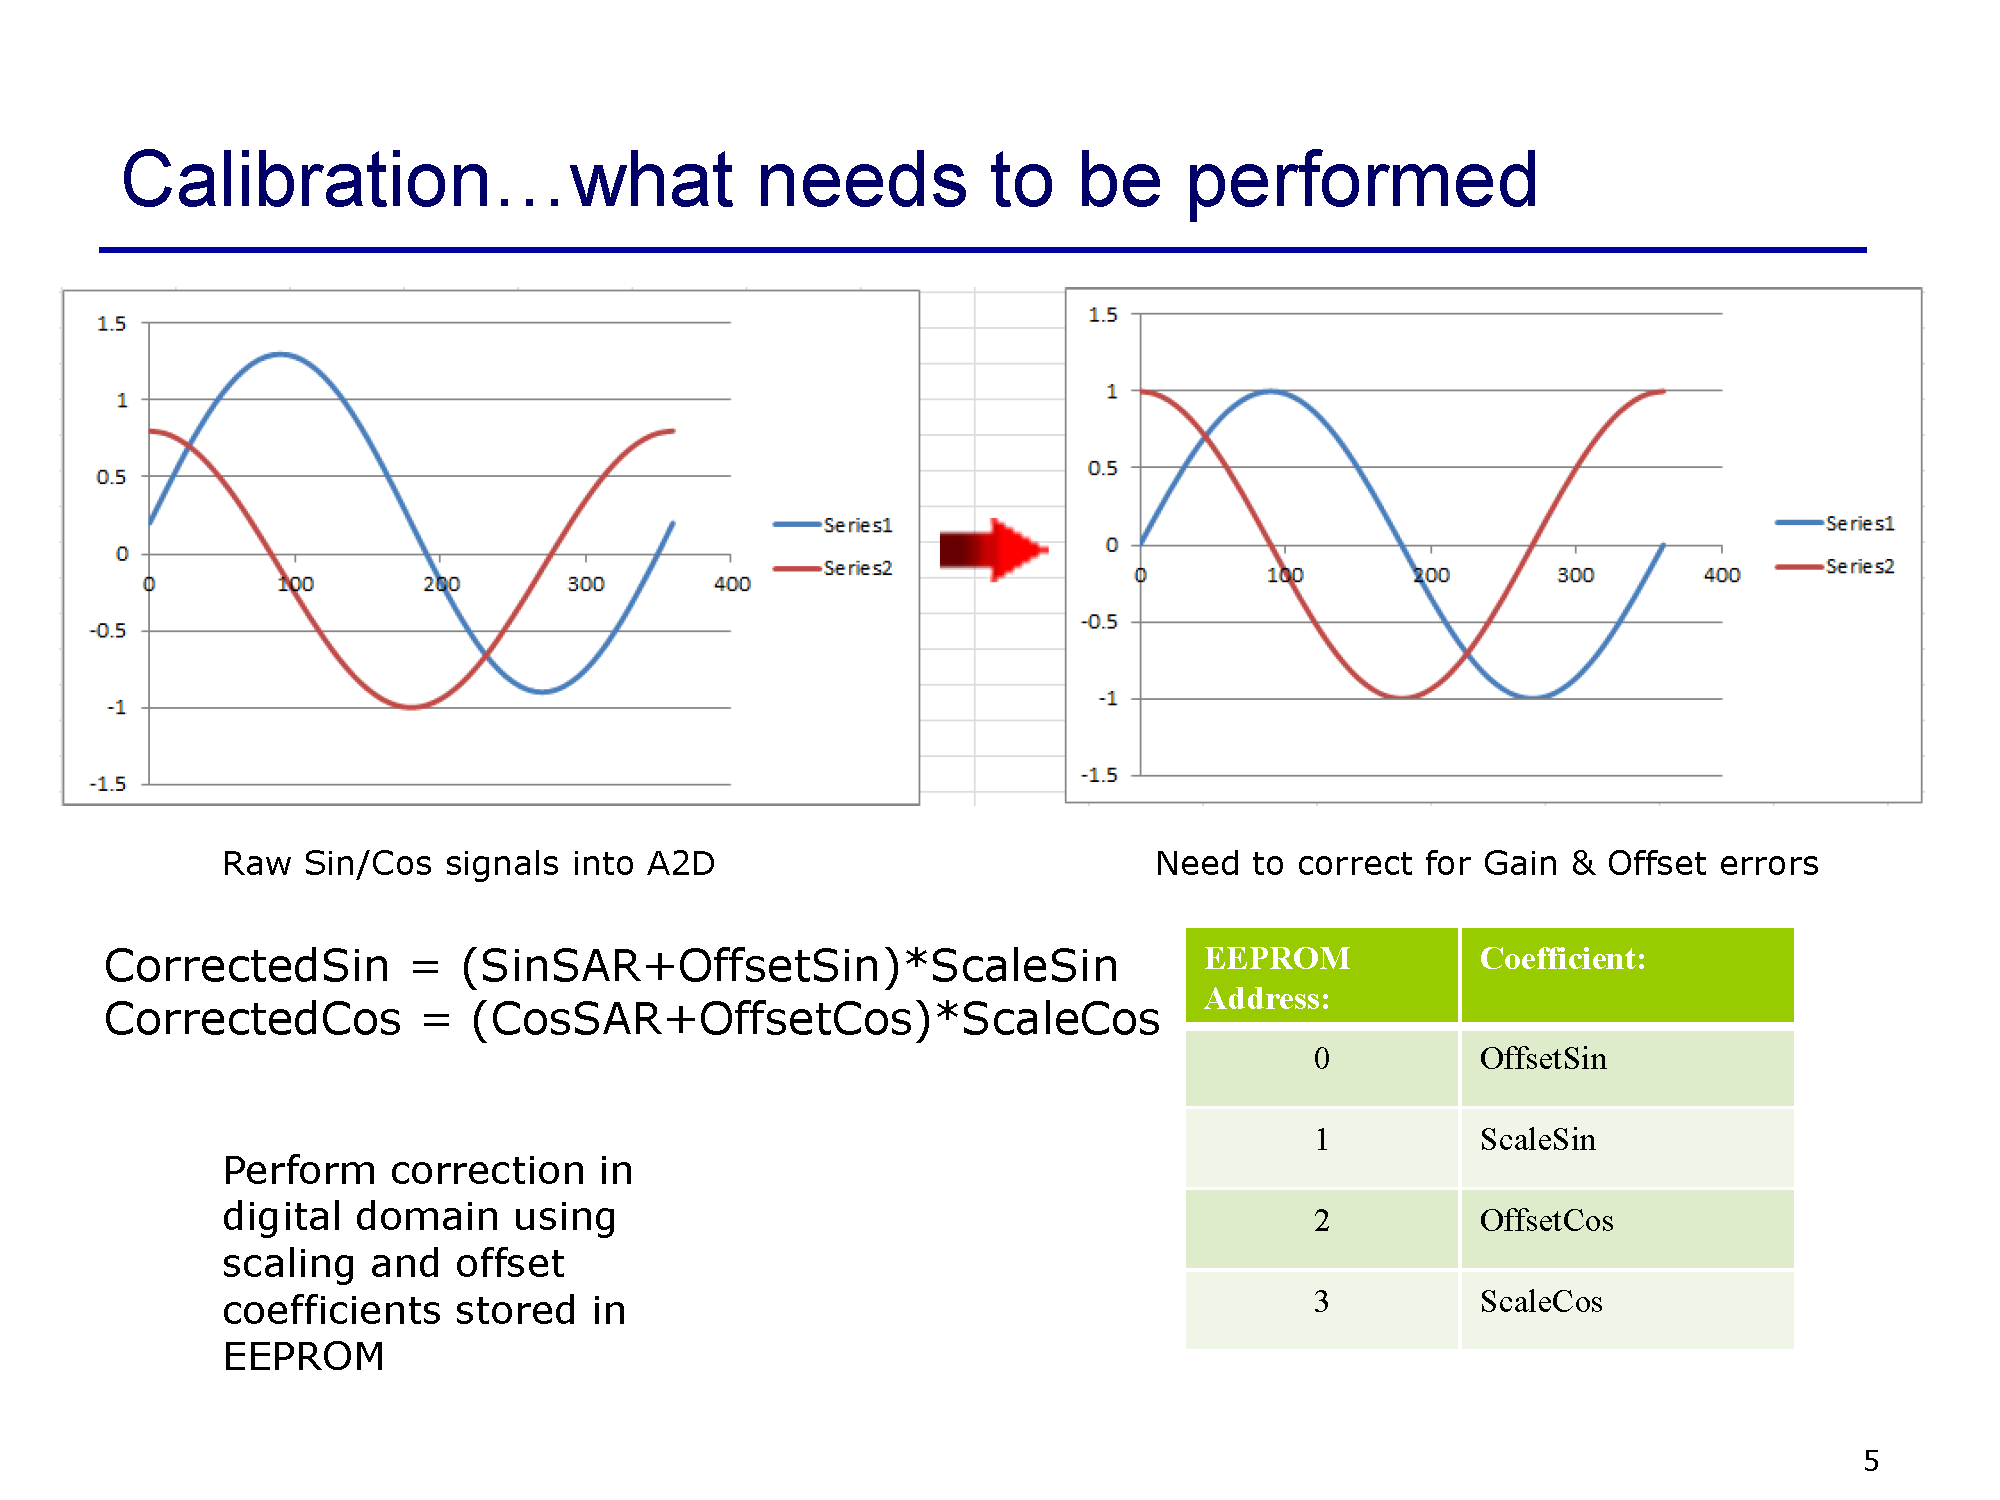 Calibration…what needs to be performed
1.5
1
0.5
0
-0.5
-1
-1.5
0 100 200 300 400
Series1
Series2
1.5
1
0.5
0
-0.5
-1
-1.5
0 100 200 300 400
Series1
Series2
Raw Sin/Cos signals into A2D
Need to correct for Gain & Offset errors
CorrectedSin = (SinSAR+OffsetSin)*ScaleSin
CorrectedCos = (CosSAR+OffsetCos)*ScaleCos
Perform correction in
digital domain using
scaling and offset
coefficients stored in
EEPROM
EEPROM
Address:
Coefficient:
0 OffsetSin
1 ScaleSin
2 OffsetCos
3 ScaleCos
5